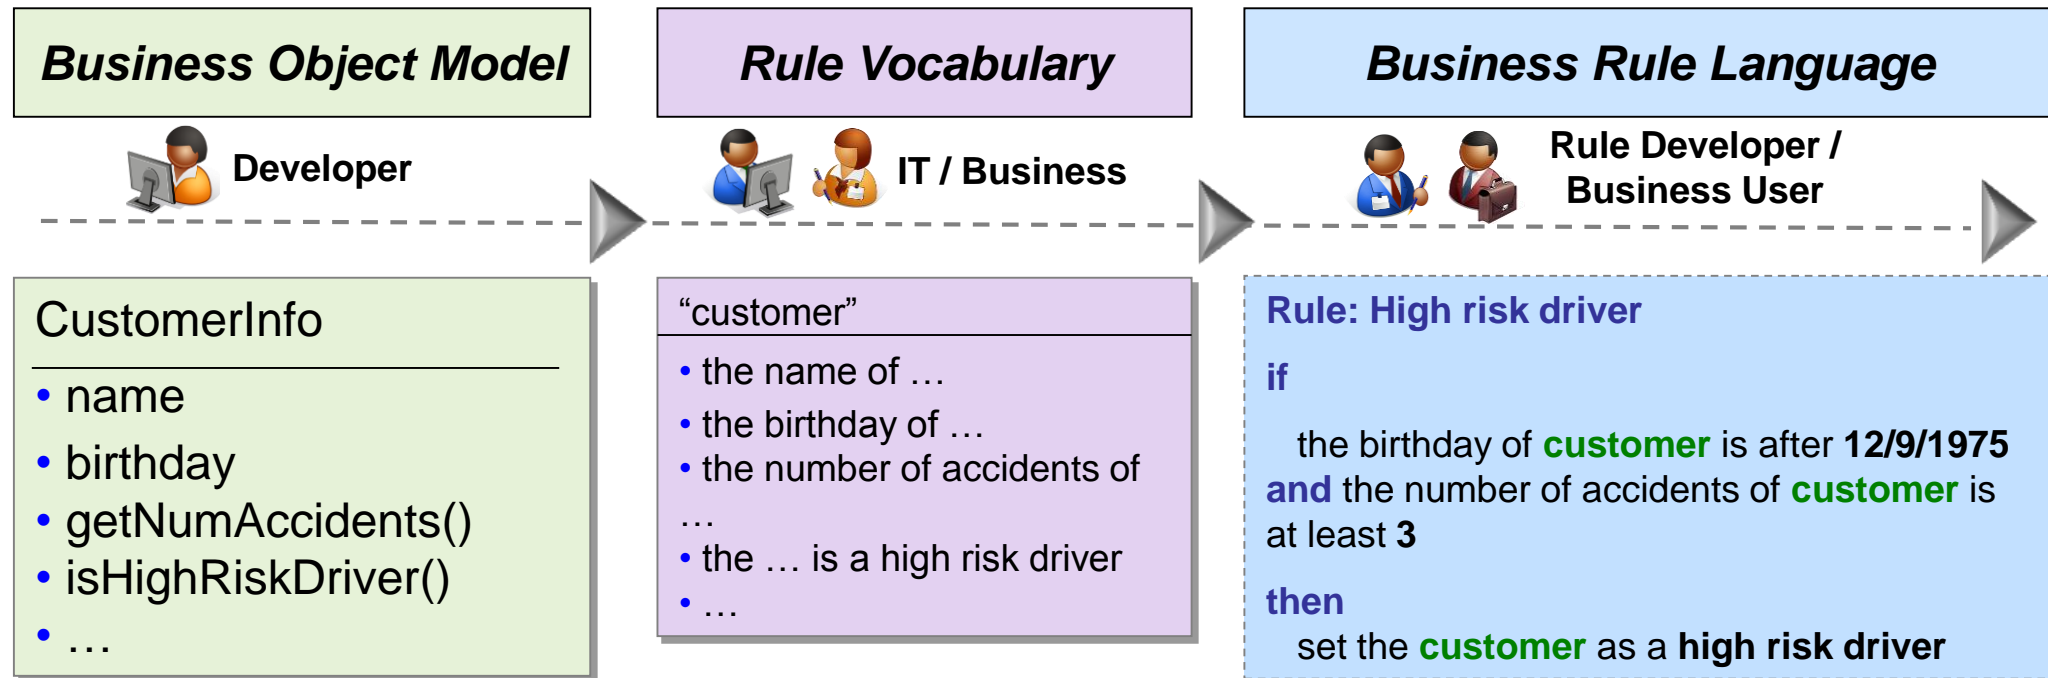 Business Object Model
Developer
CustomerInfo
• name
• birthday
• getNumAccidents()
• isHighRiskDriver()
• …
Rule Vocabulary
IT / Business
“customer”
• the name of …
• the birthday of …
• the number of accidents of
…
• the … is a high risk driver
• …
Business Rule Language
Rule Developer /
Business User
Rule: High risk driver
if
the birthday of customer is after 12/9/1975
and the number of accidents of customer is
at least 3
then
set the customer as a high risk driver